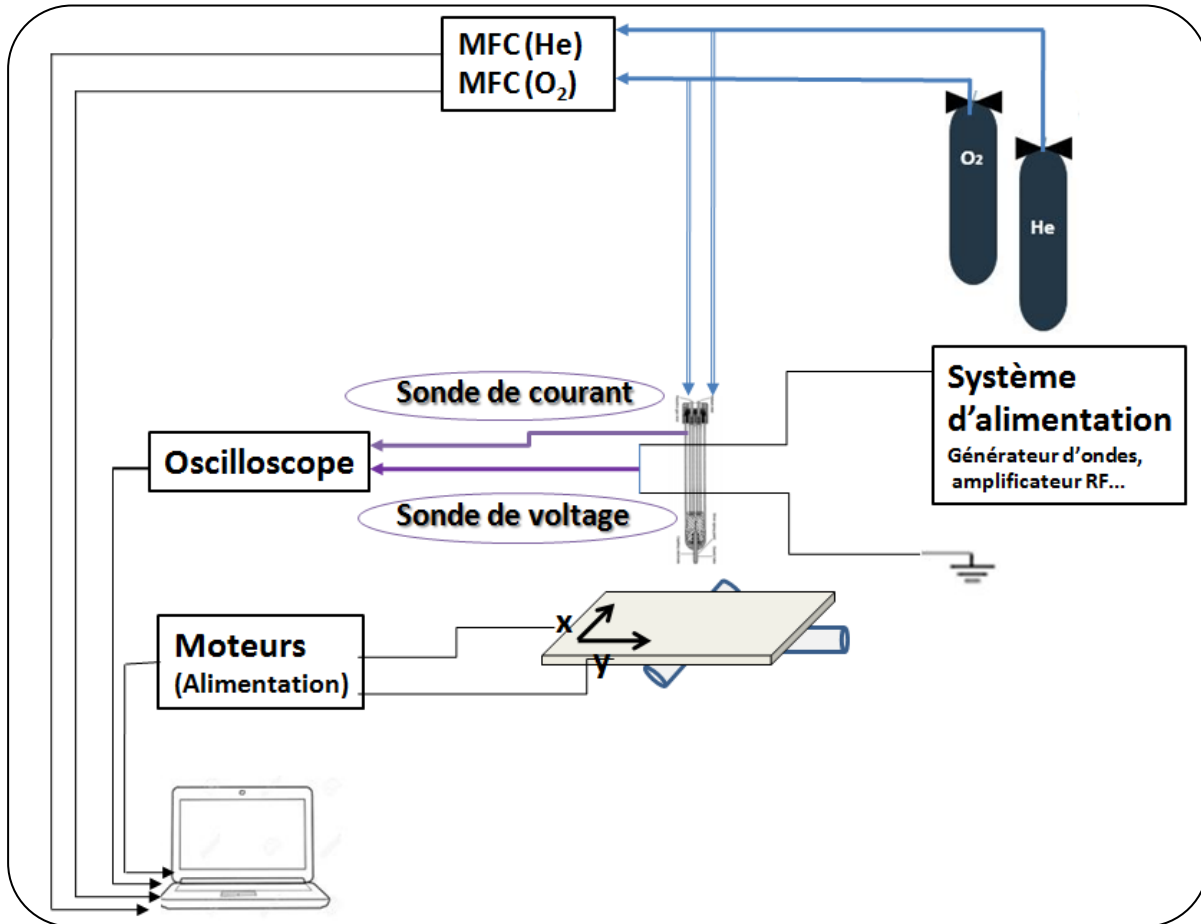 MFC (He)
MFC (O₂)
O₂
He
Sonde de courant
Système
d'alimentation
Générateur d'ondes,
amplificateur RF...
Oscilloscope
Sonde de voltage
x
y
Moteurs
(Alimentation)